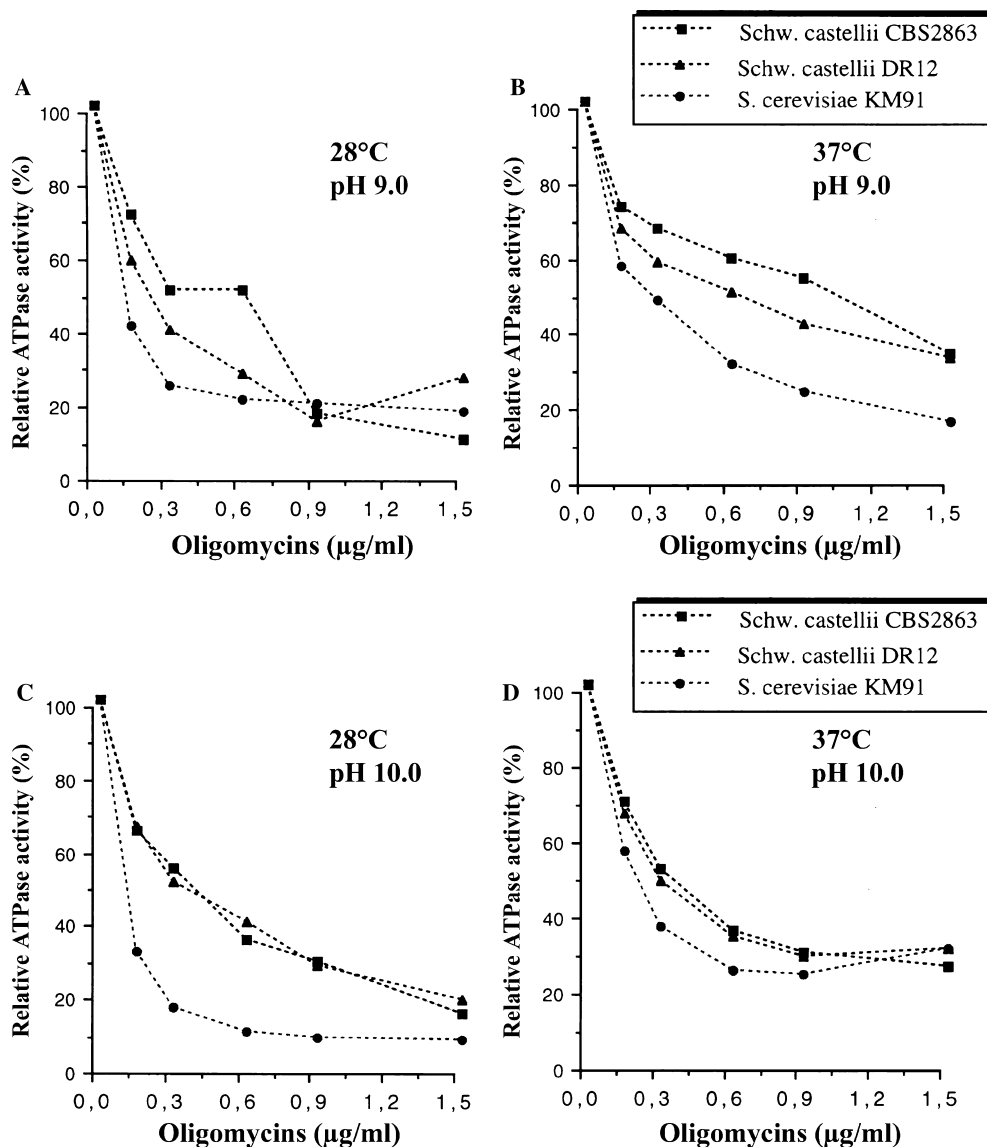 Schw. castellii CBS2863
Schw. castellii DR12
S. cerevisiae KM91
A
28°C
pH 9.0
Relative ATPase activity (%)
100
80
60
40
20
0
0,0 0,3 0,6 0,9 1,2 1,5
Oligomycins (µg/ml)
B
37°C
pH 9.0
Relative ATPase activity (%)
100
80
60
40
20
0
0,0 0,3 0,6 0,9 1,2 1,5
Oligomycins (µg/ml)
Schw. castellii CBS2863
Schw. castellii DR12
S. cerevisiae KM91
C
28°C
pH 10.0
Relative ATPase activity (%)
100
80
60
40
20
0
0,0 0,3 0,6 0,9 1,2 1,5
Oligomycins (µg/ml)
D
37°C
pH 10.0
Relative ATPase activity (%)
100
80
60
40
20
0
0,0 0,3 0,6 0,9 1,2 1,5
Oligomycins (µg/ml)